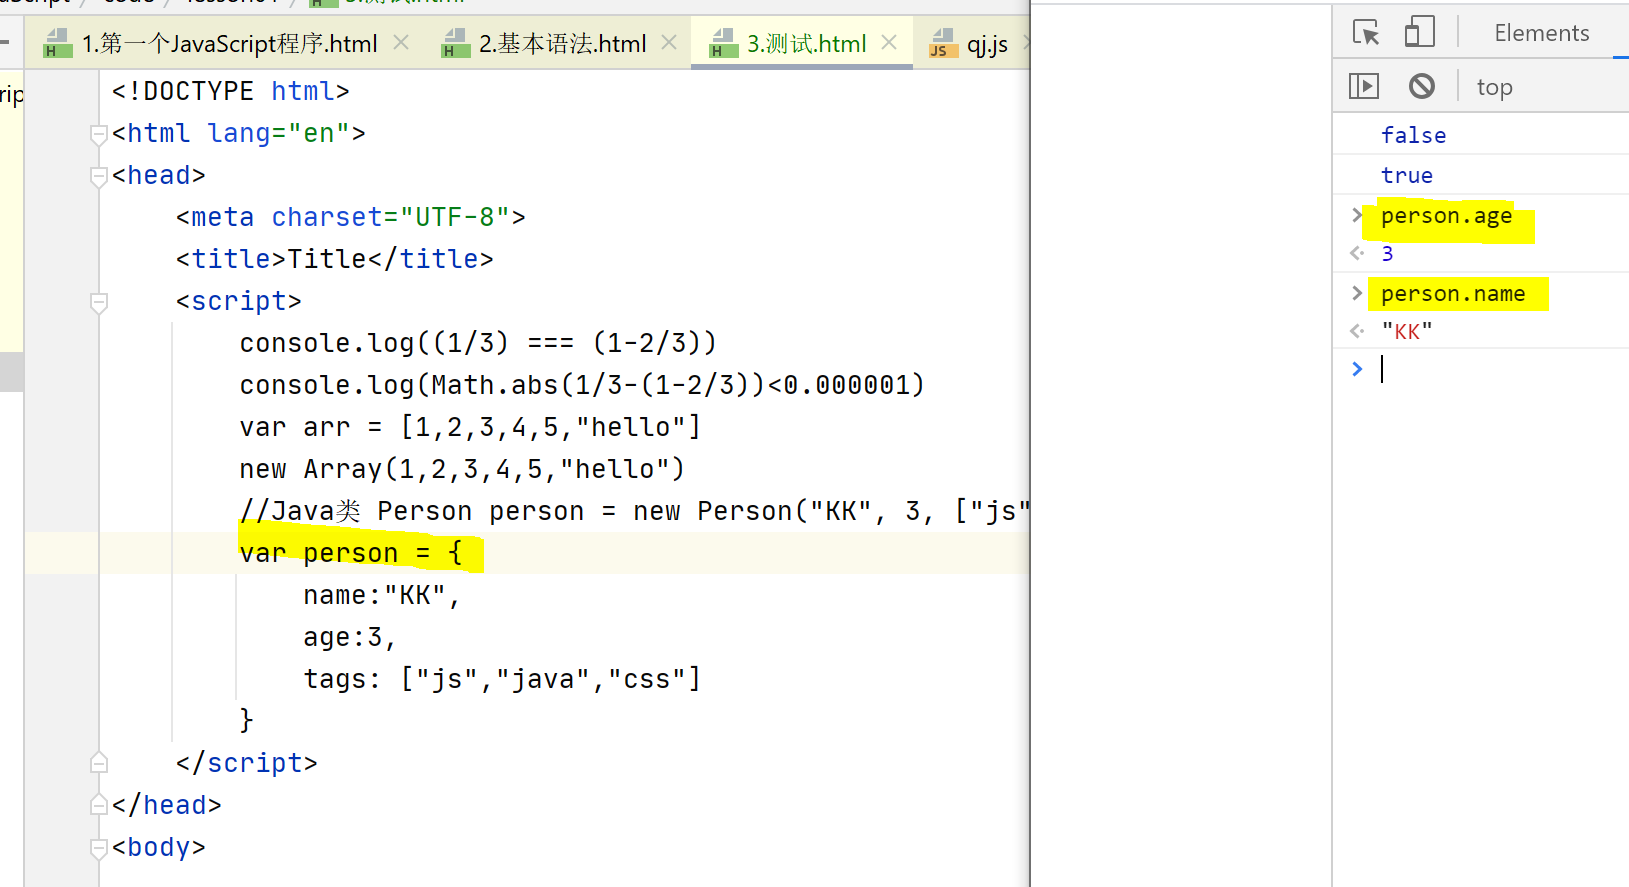 1.第一个JavaScript程序.html
2.基本语法.html
3.测试.html
qj.js
<!DOCTYPE html>
<html lang="en">
<head>
<meta charset="UTF-8">
<title>Title</title>
<script>
console.log((1/3) === (1-2/3))
console.log(Math.abs(1/3-(1-2/3))<0.000001)
var arr = [1,2,3,4,5,"hello"]
new Array(1,2,3,4,5,"hello")
//Java类 Person person = new Person("KK", 3, ["js"
var person = {
name:"KK",
age:3,
tags: ["js","java","css"]
}
</script>
</head>
<body>
Elements
top
false
true
> person.age
3
> person.name
"KK"
>